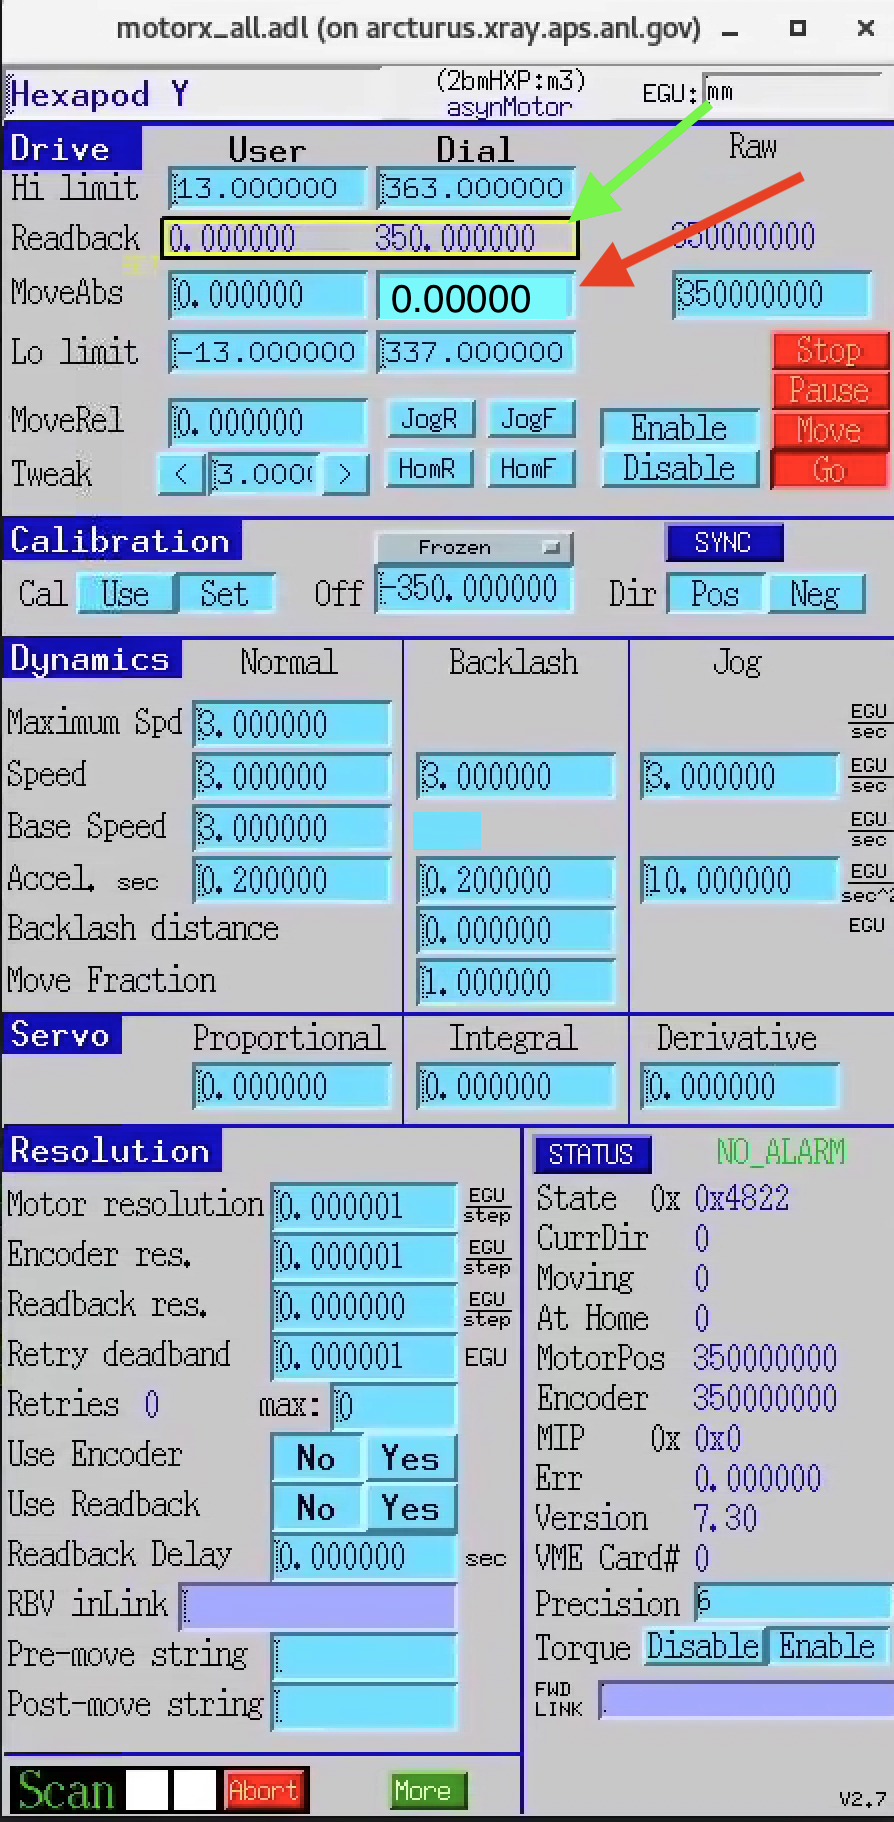 motorx_all.adl (on arcturus.xray.aps.anl.gov)
Hexapod Y (2bmHXP:m3) EGU: mm
asynMotor
Drive User Dial Raw
Hi limit 13.000000 363.000000
Readback 0.000000 350.000000 350000000
SET
MoveAbs 0.000000 0.00000 350000000
Lo limit -13.000000 337.000000 Stop
Pause
MoveRel 0.000000 JogR JogF Enable Move
Tweak < 3.000( > HomR HomF Disable Go
Calibration Frozen SYNC
Cal Use Set Off -350.000000 Dir Pos Neg
Dynamics Normal Backlash Jog
Maximum Spd 3.000000 EGU sec
Speed 3.000000 3.000000 3.000000 EGU sec
Base Speed 3.000000 EGU sec
Accel. sec 0.200000 0.200000 10.000000 EGU sec^2
Backlash distance 0.000000 EGU
Move Fraction 1.000000
Servo Proportional Integral Derivative
0.000000 0.000000 0.000000
Resolution
Motor resolution 0.000001 EGU step
Encoder res. 0.000001 EGU step
Readback res. 0.000000 EGU step
Retry deadband 0.000001 EGU
Retries 0 max: 0
Use Encoder No Yes
Use Readback No Yes
Readback Delay 0.000000 sec
RBV inLink
Pre-move string
Post-move string
STATUS NO_ALARM
State 0x 0x4822
CurrDir 0
Moving 0
At Home 0
MotorPos 350000000
Encoder 350000000
MIP 0x 0x0
Err 0.000000
Version 7.30
VME Card# 0
Precision 6
Torque Disable Enable
FWD
LINK
Scan Abort More V2.7